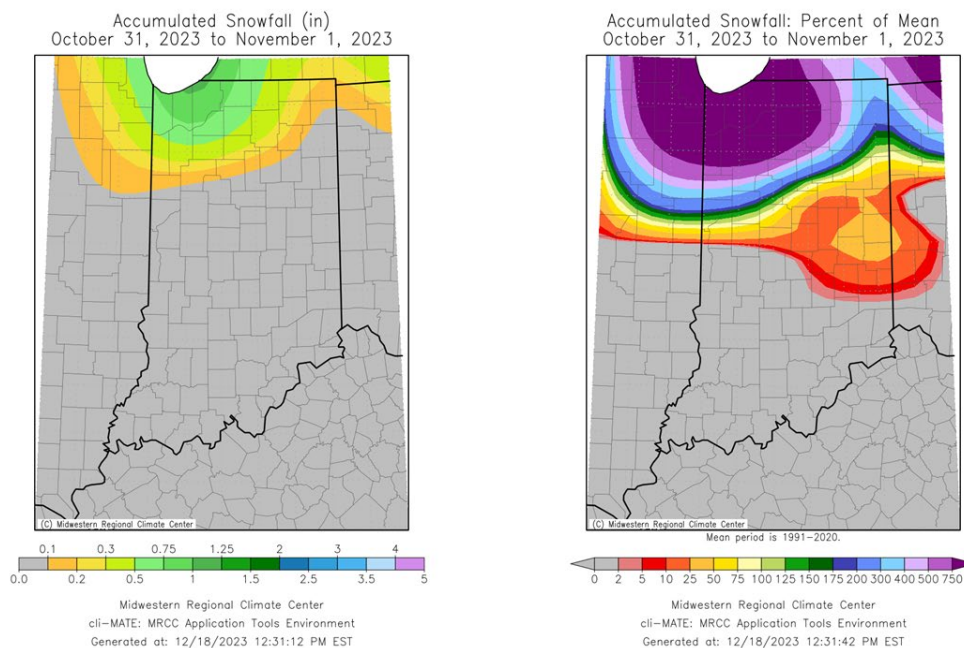 Accumulated Snowfall (in)
October 31, 2023 to November 1, 2023
(C) Midwestern Regional Climate Center
0.1 0.3 0.75 1.25 2 3 4
0.0 0.2 0.5 1 1.5 2.5 3.5 5
Midwestern Regional Climate Center
cli-MATE: MRCC Application Tools Environment
Generated at: 12/18/2023 12:31:12 PM EST
Accumulated Snowfall: Percent of Mean
October 31, 2023 to November 1, 2023
(C) Midwestern Regional Climate Center
Mean period is 1991-2020.
0 2 5 10 25 50 75 100 125 150 175 200 300 400 500 750
Midwestern Regional Climate Center
cli-MATE: MRCC Application Tools Environment
Generated at: 12/18/2023 12:31:42 PM EST